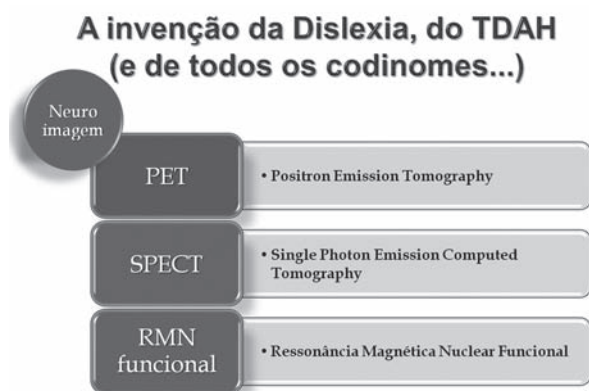 A invenção da Dislexia, do TDAH
(e de todos os codinomes...)
Neuro
imagem
PET
• Positron Emission Tomography
SPECT
• Single Photon Emission Computed
Tomography
RMN
funcional
• Ressonância Magnética Nuclear Funcional